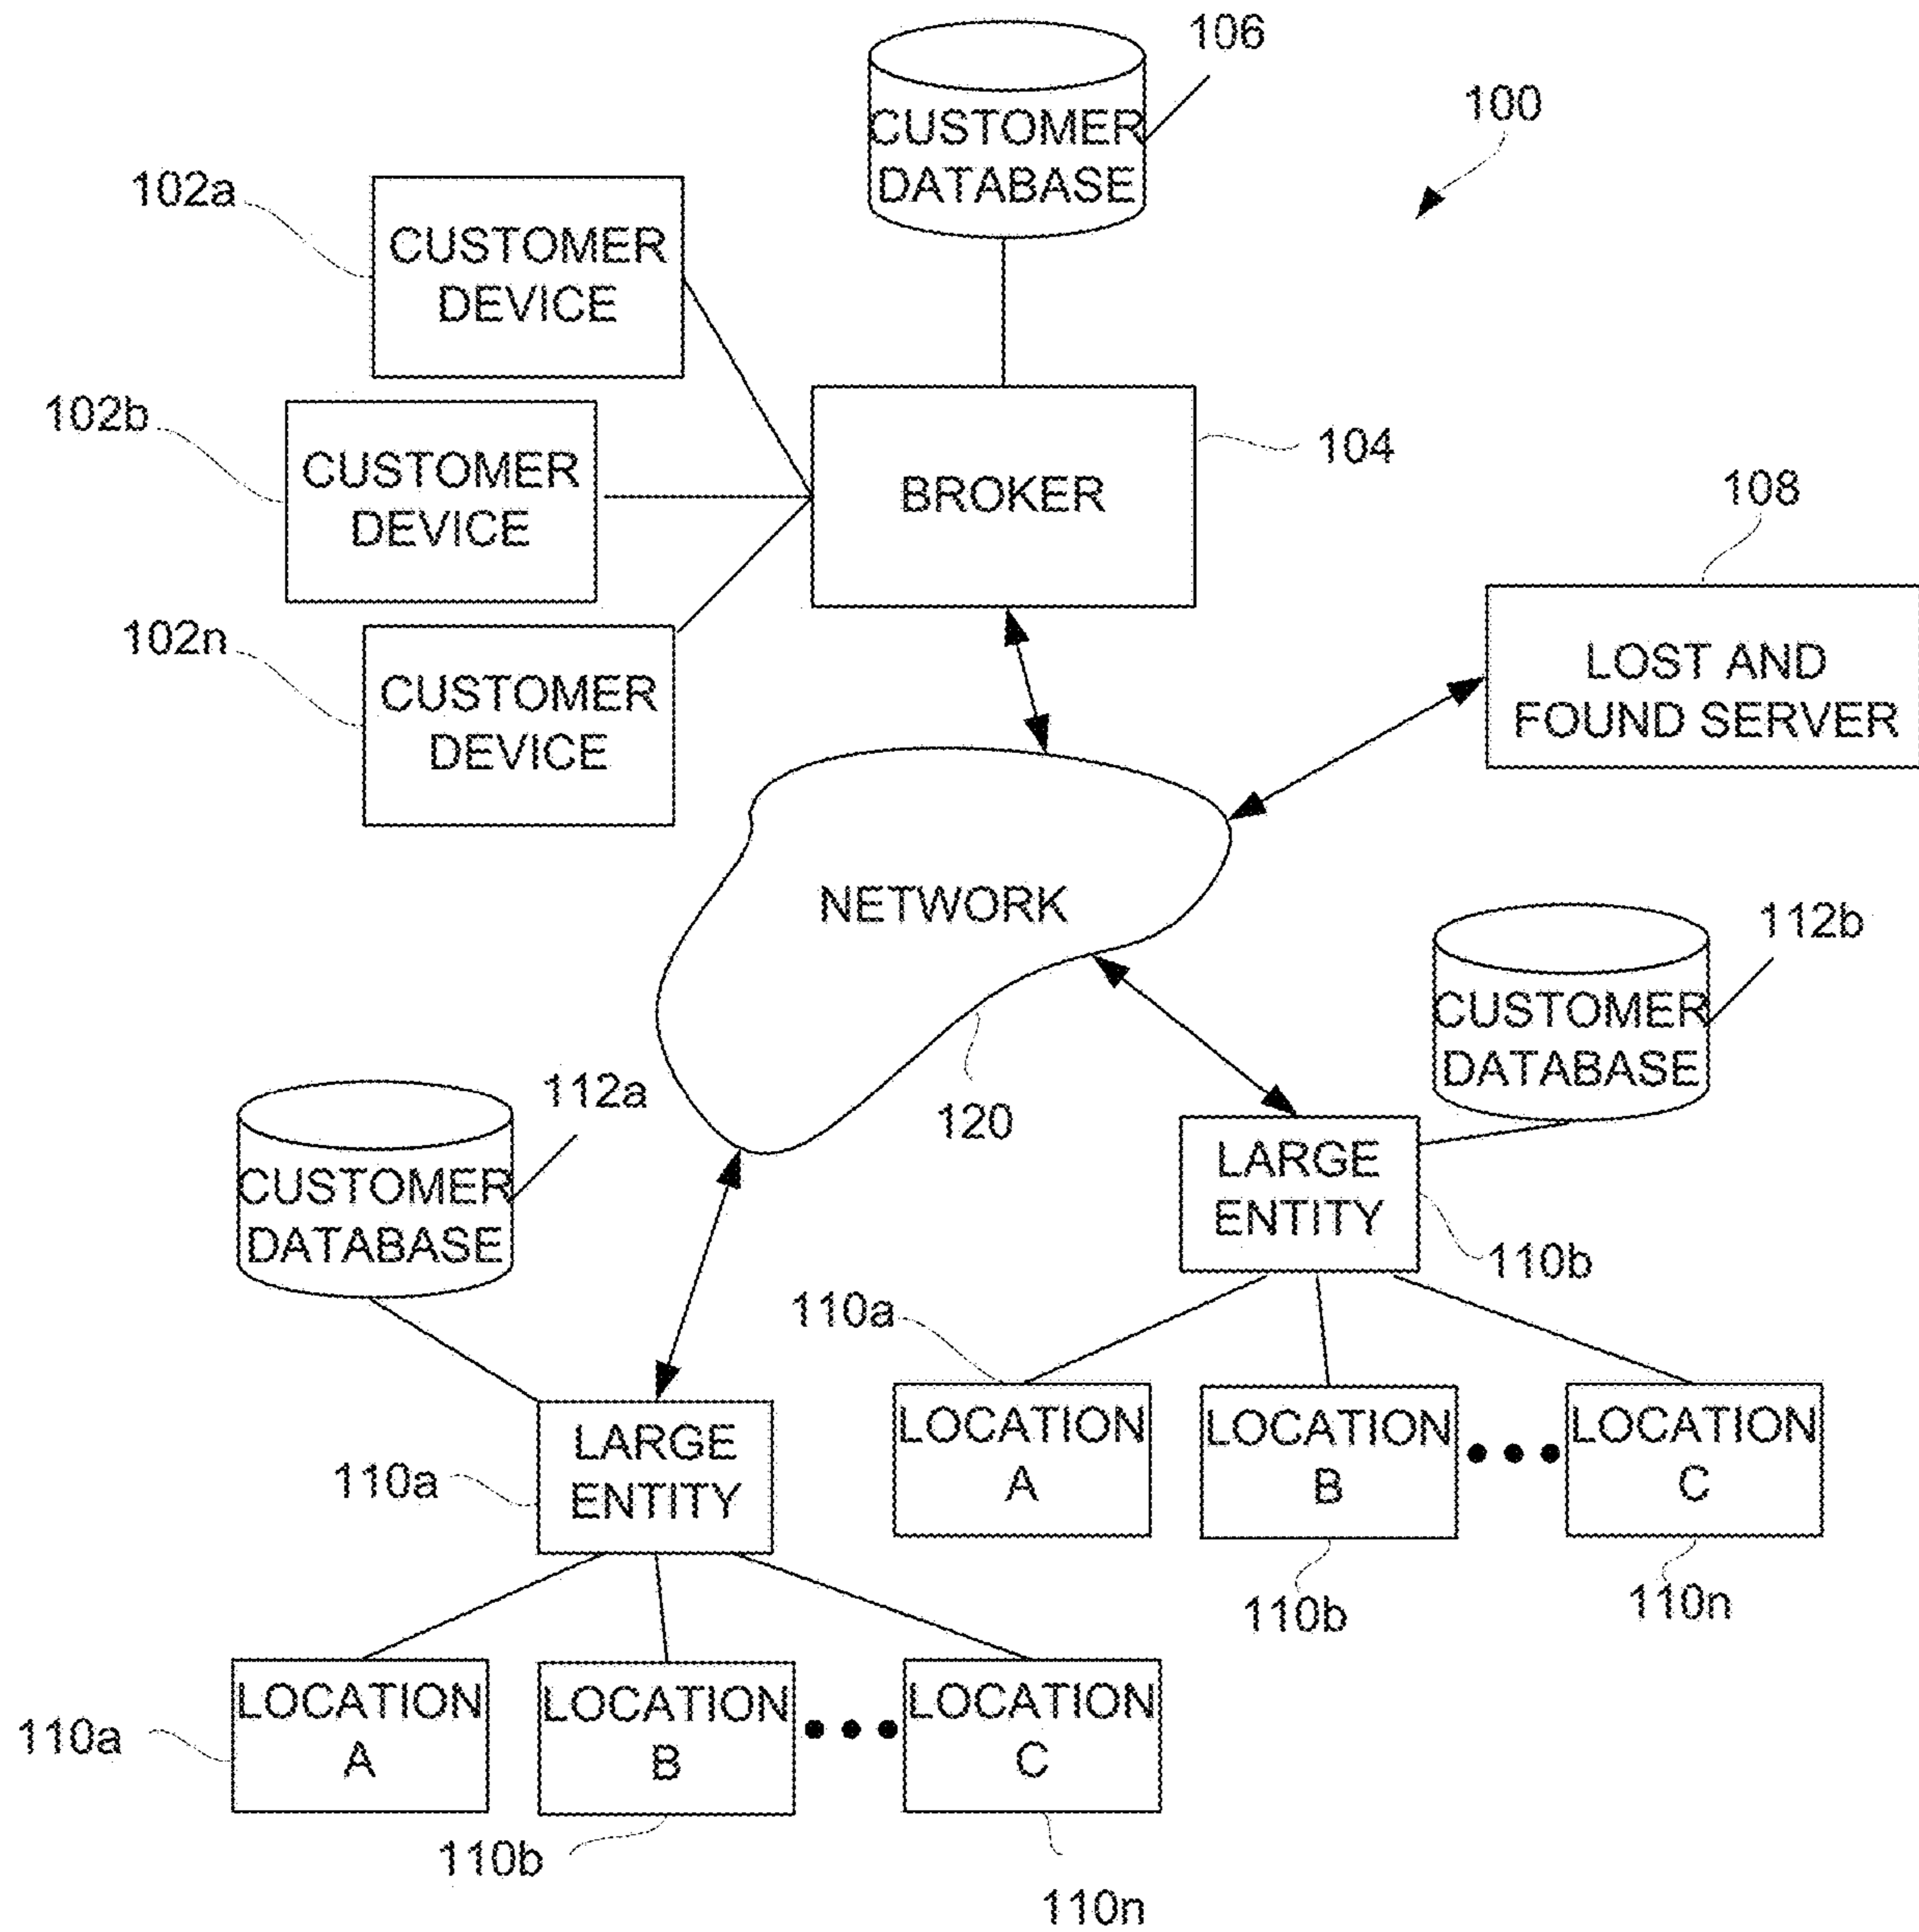 106
CUSTOMER
DATABASE
100
102a
CUSTOMER
DEVICE
102b
CUSTOMER
DEVICE
102n
CUSTOMER
DEVICE
BROKER
104
108
LOST AND
FOUND SERVER
NETWORK
120
112b
CUSTOMER
DATABASE
112a
CUSTOMER
DATABASE
LARGE
ENTITY
110b
110a
LOCATION
A
LOCATION
B
LOCATION
C
110b
110n
LARGE
ENTITY
110a
LOCATION
A
LOCATION
B
LOCATION
C
110a
110b
110n